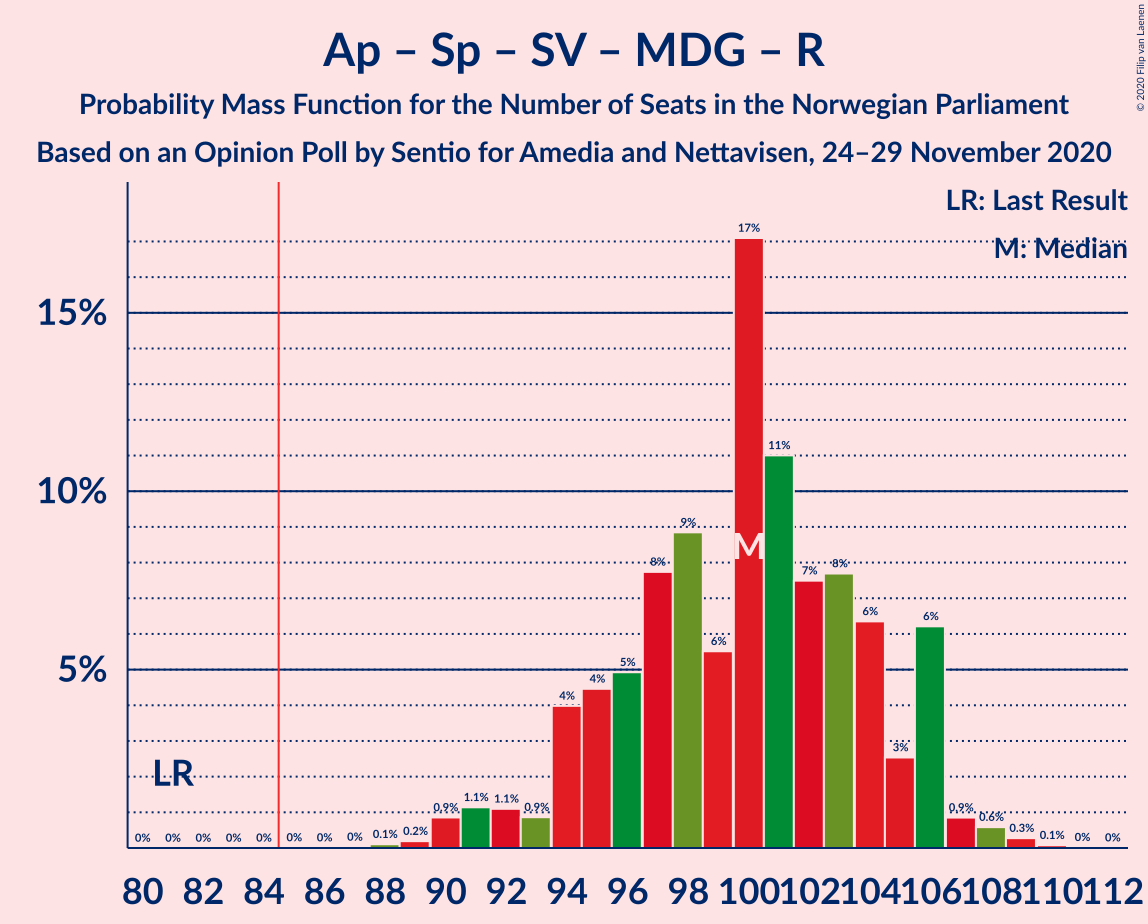 Ap – Sp – SV – MDG – R
Probability Mass Function for the Number of Seats in the Norwegian Parliament
Based on an Opinion Poll by Sentio for Amedia and Nettavisen, 24–29 November 2020
© 2020 Filip van Laenen
LR: Last Result
M: Median
15%
10%
5%
LR
M
0% 0% 0% 0% 0% 0% 0% 0% 0.1% 0.2% 0.9% 1.1% 1.1% 0.9% 4% 4% 5% 8% 9% 6% 17% 11% 7% 8% 6% 3% 6% 0.9% 0.6% 0.3% 0.1% 0% 0%
80 82 84 86 88 90 92 94 96 98 100 102 104 106 108 110 112